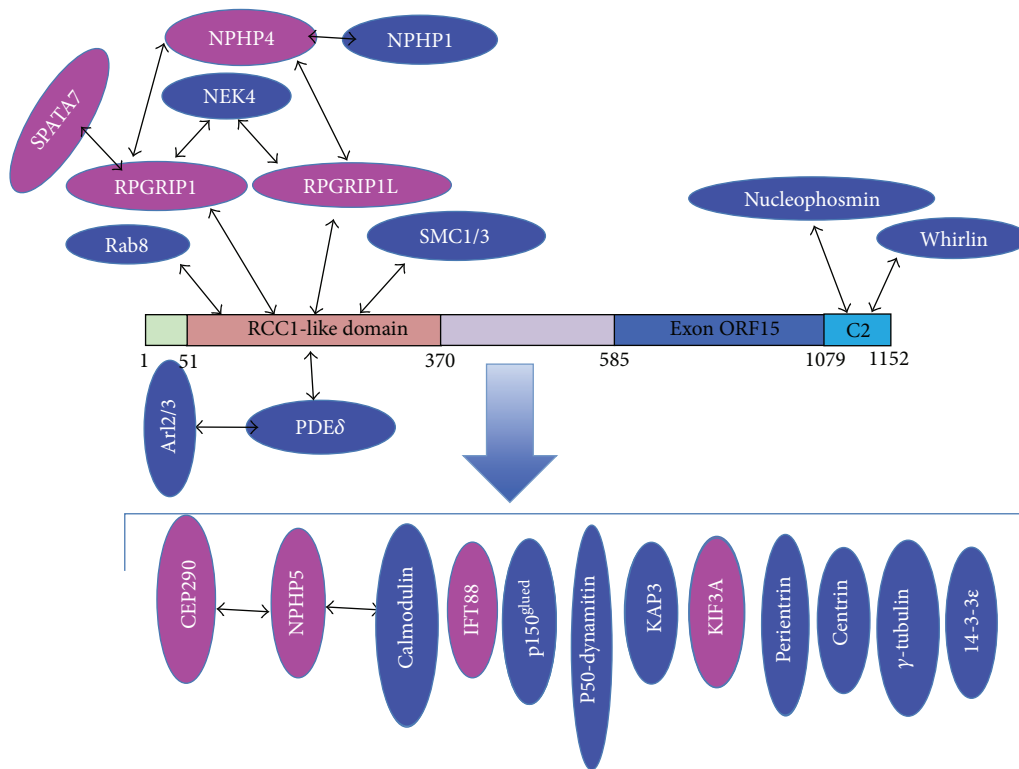 NPHP4
NPHP1
SPATA7
NEK4
RPGRIP1
RPGRIP1L
Nucleophosmin
Rab8
SMC1/3
Whirlin
RCC1-like domain
Exon ORF15
C2
1
51
370
585
1079
1152
Arl2/3
PDEδ
CEP290
NPHP5
Calmodulin
IFT88
p150glued
P50-dynamitin
KAP3
KIF3A
Perientrin
Centrin
γ-tubulin
14-3-3ε